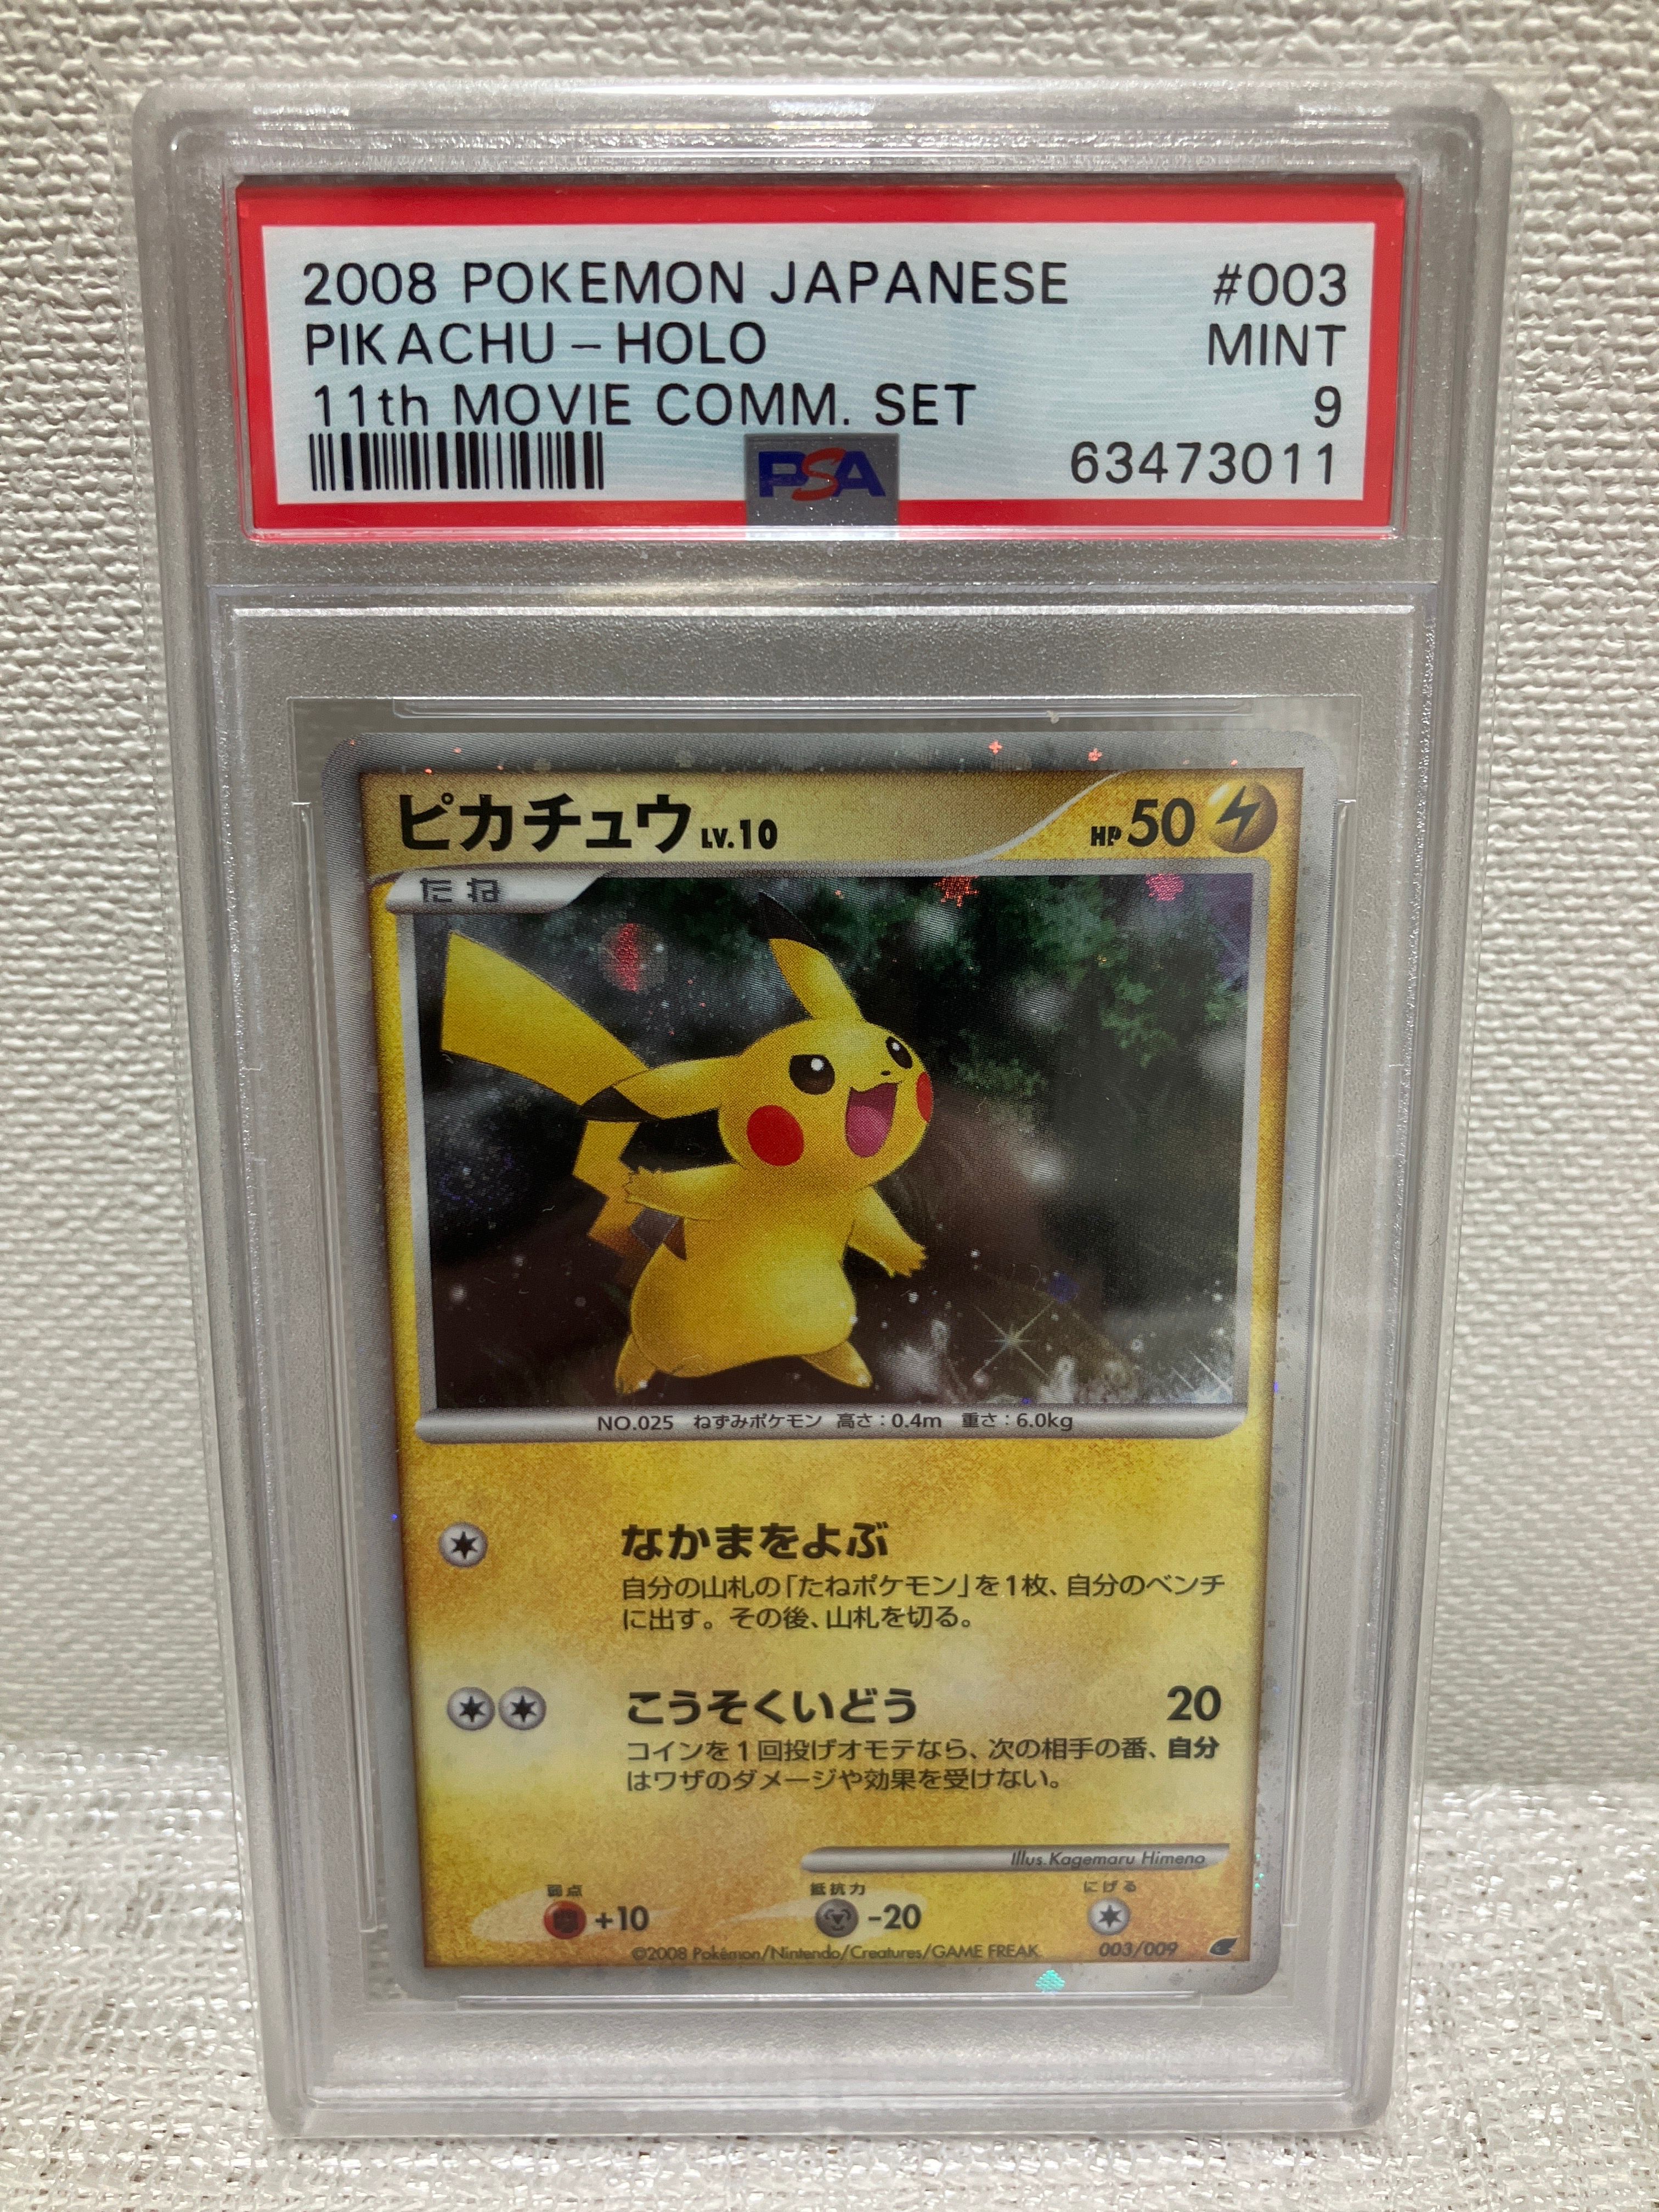 2008 POKEMON JAPANESE #003
PIKACHU-HOLO MINT
11th MOVIE COMM. SET 9
PSA 63473011
ピカチュウ LV.10 HP 50
たね
NO.025 ねずみポケモン 高さ:0.4m 重さ:6.0kg
なかまをよぶ
自分の山札の「たねポケモン」を1枚、自分のベンチ
に出す。その後、山札を切る。
こうそくいどう 20
コインを1回投げオモテなら、次の相手の番、自分
はワザのダメージや効果を受けない。
Illus.Kagemaru Himeno
弱点 抵抗力 にげる
+10 -20
©2008 Pokémon/Nintendo/Creatures/GAME FREAK. 003/009